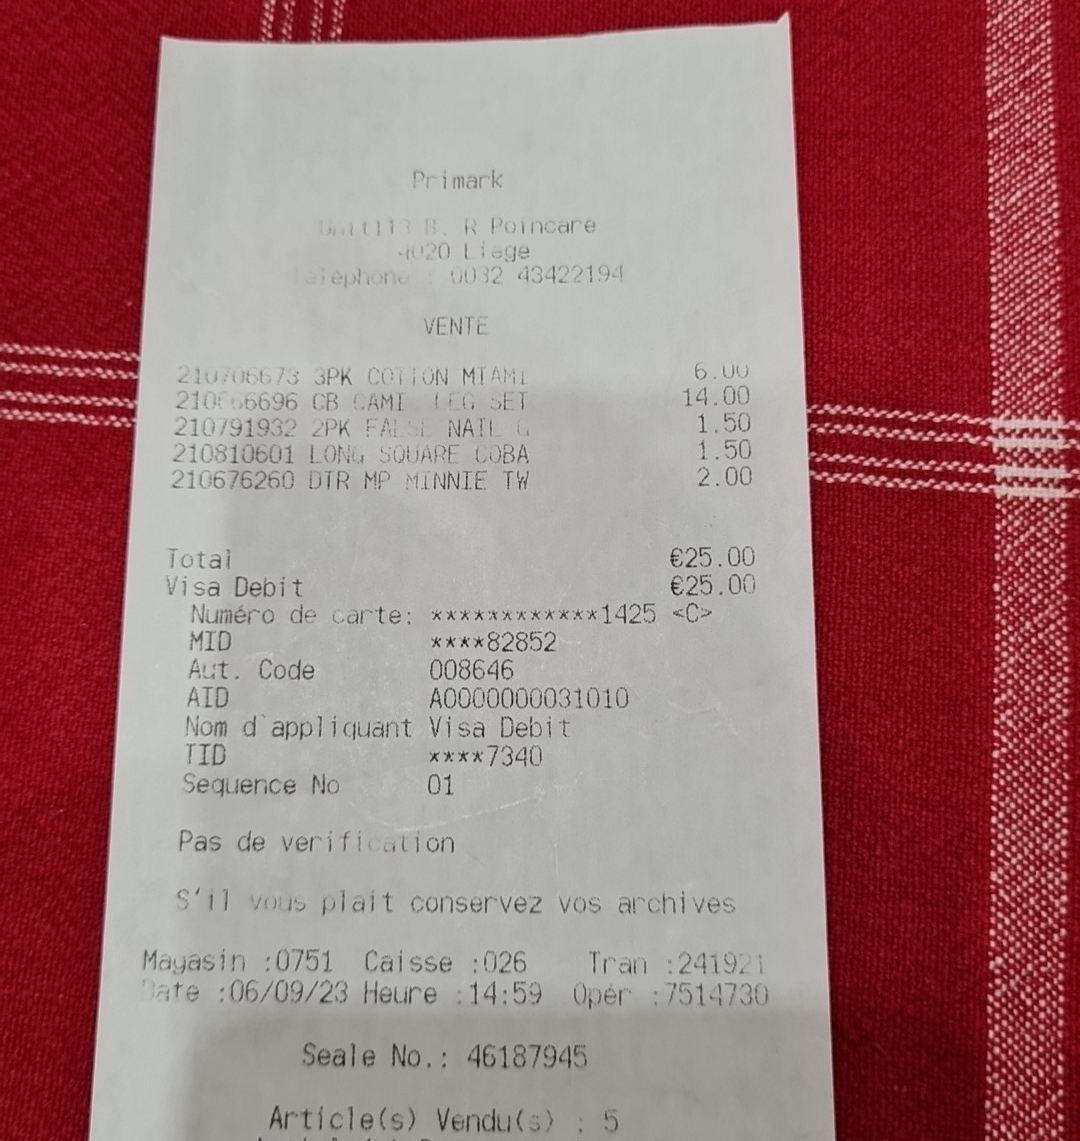 Primark
B. R Poincare
4020 Liege
Teléphone : 0032 43422194
VENTE
210706673 3PK COTTON MIAMI 6.00
CB CAMI LEG SET 14.00
210791932 2PK FALSE NAIL G 1.50
210810601 LONG SQUARE COBA 1.50
210676260 DTR MP MINNIE TW 2.00
Total €25.00
Visa Debit €25.00
Numéro de carte: ************1425 <C>
MID ****82852
Aut. Code 008646
AID A0000000031010
Nom d`appliquant Visa Debit
TID ****7340
Sequence No 01
Pas de verification
S'il vous plait conservez vos archives
Magasin :0751 Caisse :026 Tran :241921
Date :06/09/23 Heure :14:59 Opér :7514730
Seale No.: 46187945
Article(s) Vendu(s) : 5